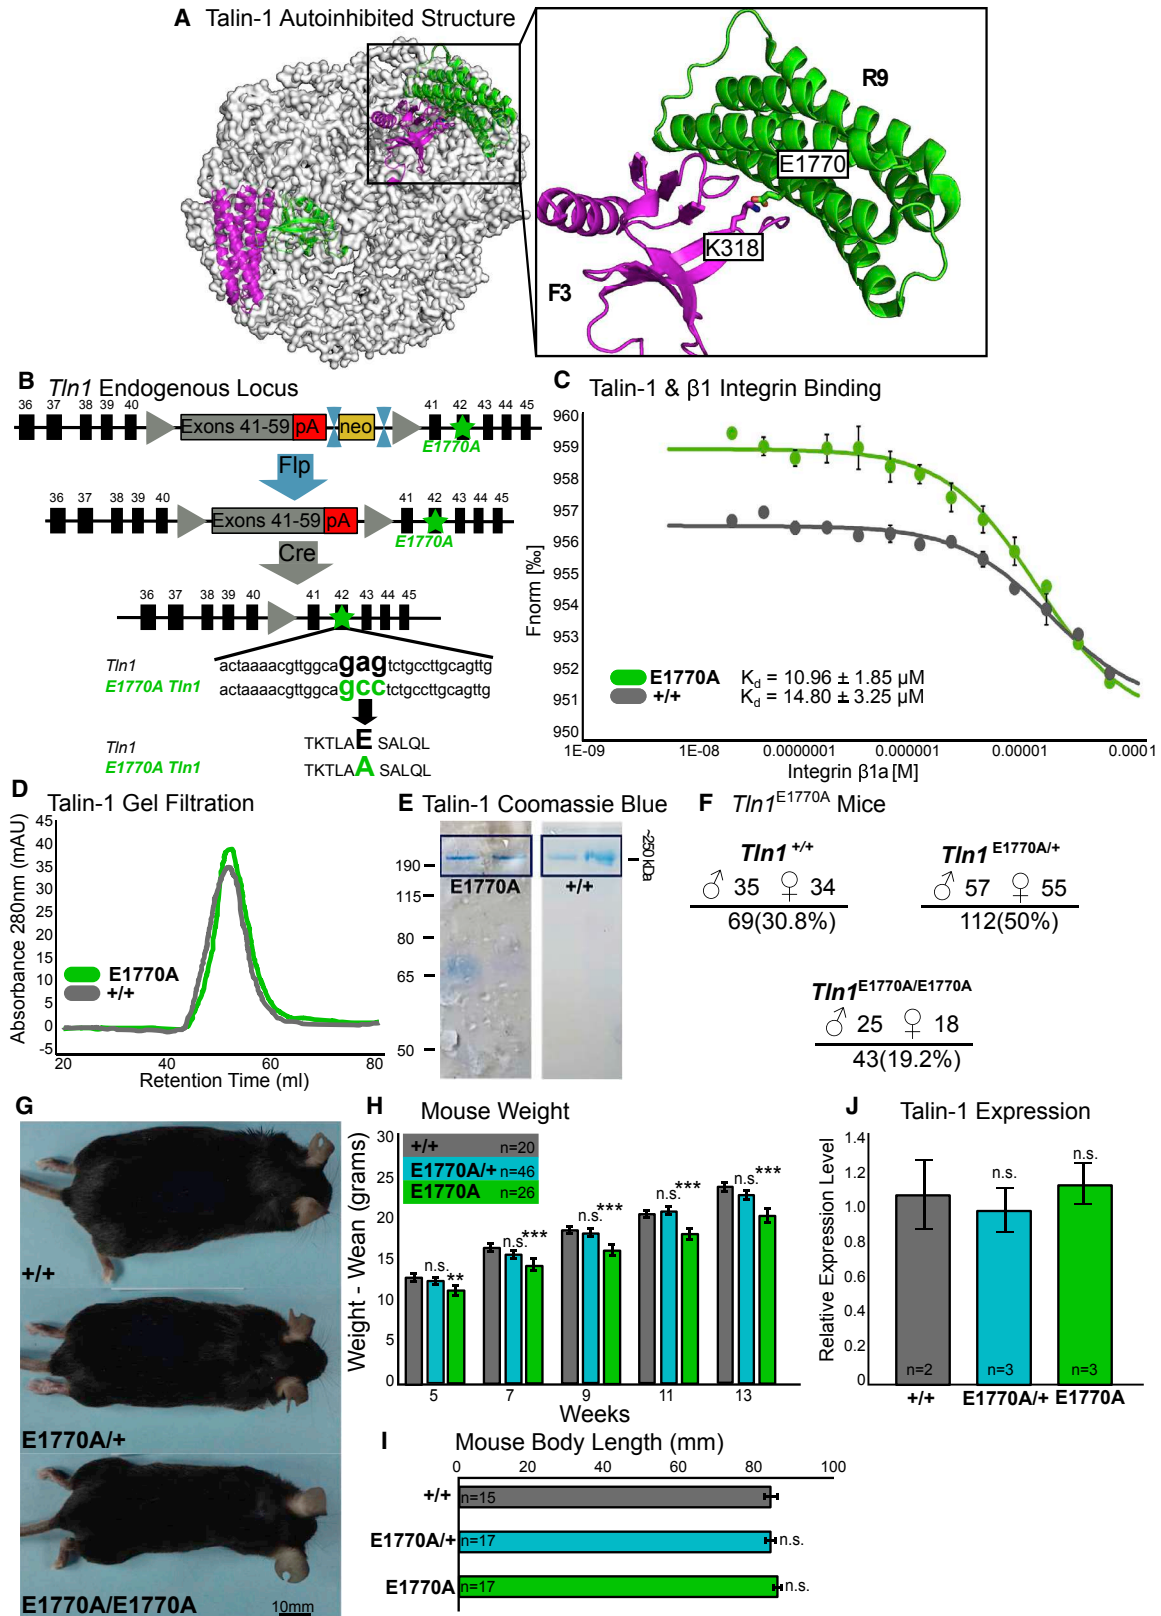 A Talin-1 Autoinhibited Structure
R9
E1770
K318
F3
B Tln1 Endogenous Locus
36 37 38 39 40 41 42 43 44 45
Exons 41-59 pA neo
E1770A
Flp
36 37 38 39 40 41 42 43 44 45
Exons 41-59 pA
E1770A
Cre
36 37 38 39 40 41 42 43 44 45
Tln1 actaaaacgttggcagagtctgccttgcagttg
E1770A Tln1 actaaaacgttggcagcctctgccttgcagttg
Tln1 TKTLAE SALQL
E1770A Tln1 TKTLAA SALQL
C Talin-1 & β1 Integrin Binding
Fnorm [‰]
960
959
958
957
956
955
954
953
952
951
950
E1770A Kd = 10.96 ± 1.85 µM
+/+ Kd = 14.80 ± 3.25 µM
1E-09 1E-08 0.0000001 0.000001 0.00001 0.0001
Integrin β1a [M]
D Talin-1 Gel Filtration
Absorbance 280nm (mAU)
45
40
35
30
25
20
15
10
5
0
-5
E1770A
+/+
20 40 60 80
Retention Time (ml)
E Talin-1 Coomassie Blue
190
115
80
65
50
E1770A +/+
~250 kDa
F Tln1E1770A Mice
Tln1 +/+
♂ 35 ♀ 34
69(30.8%)
Tln1 E1770A/+
♂ 57 ♀ 55
112(50%)
Tln1E1770A/E1770A
♂ 25 ♀ 18
43(19.2%)
G
+/+
E1770A/+
E1770A/E1770A
10mm
H Mouse Weight
Weight - Wean (grams)
30
25
20
15
10
5
0
+/+ n=20
E1770A/+ n=46
E1770A n=26
n.s. **
n.s. ***
n.s. ***
n.s. ***
n.s. ***
5 7 9 11 13
Weeks
I Mouse Body Length (mm)
0 20 40 60 80 100
+/+ n=15
E1770A/+ n=17 n.s.
E1770A n=17 n.s.
J Talin-1 Expression
Relative Expression Level
1.4
1.2
1.0
0.8
0.6
0.4
0.2
0
n.s. n.s.
n=2 n=3 n=3
+/+ E1770A/+ E1770A